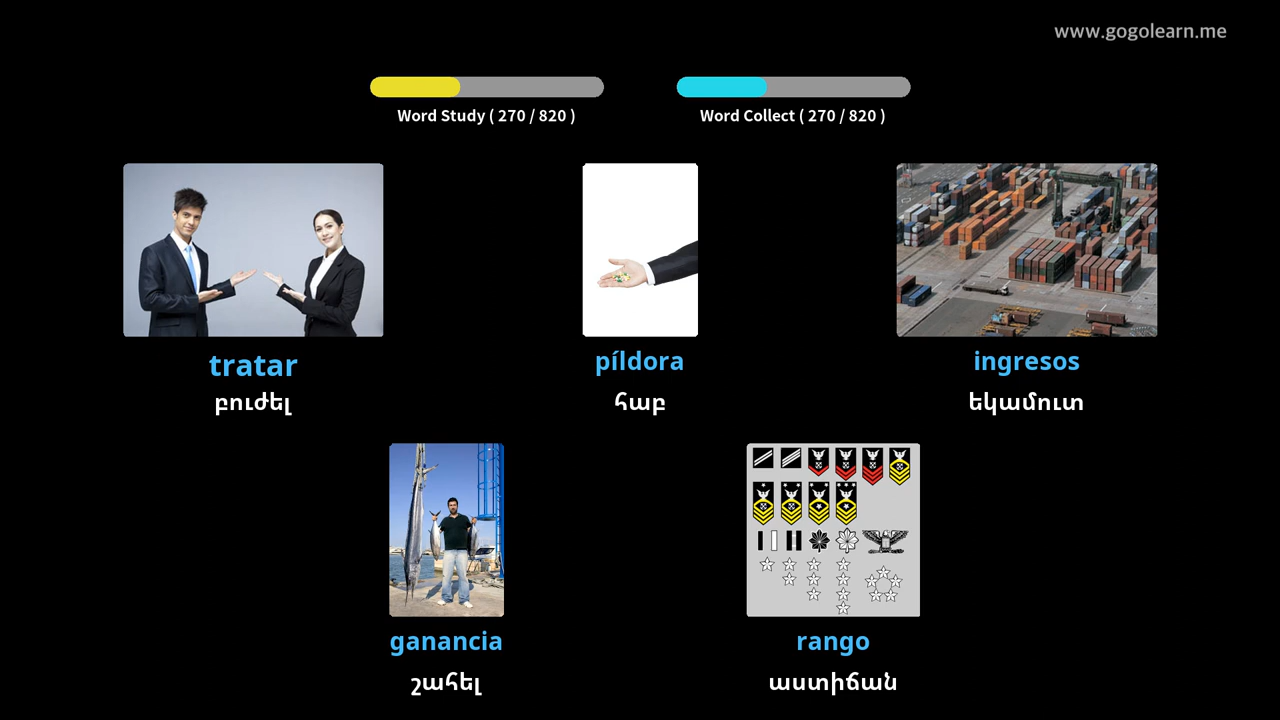 www.gogolearn.me
Word Study ( 270 / 820 )
Word Collect ( 270 / 820 )
tratar
բուժել
píldora
հաբ
ingresos
եկամուտ
ganancia
շահել
rango
աստիճան